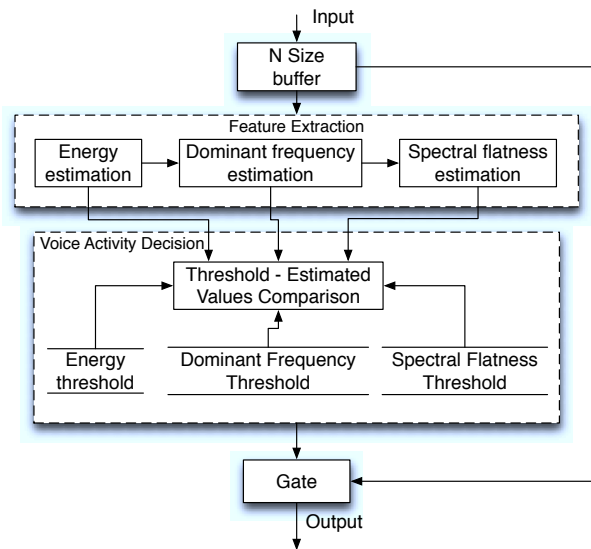 Input
N Size
buffer
Feature Extraction
Energy
estimation
Dominant frequency
estimation
Spectral flatness
estimation
Voice Activity Decision
Threshold - Estimated
Values Comparison
Energy
threshold
Dominant Frequency
Threshold
Spectral Flatness
Threshold
Gate
Output